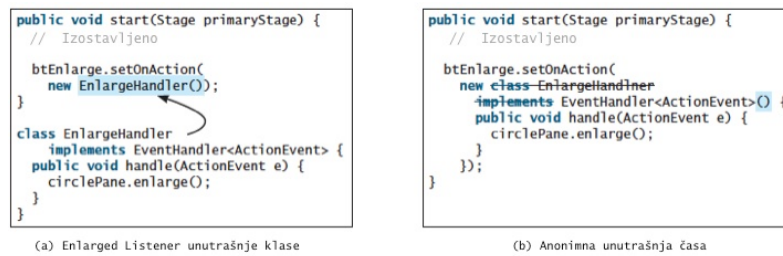 public void start(Stage primaryStage) {
// Izostavljeno
btEnlarge.setOnAction(
new EnlargeHandler());
}
class EnlargeHandler
implements EventHandler<ActionEvent> {
public void handle(ActionEvent e) {
circlePane.enlarge();
}
}
(a) Enlarged Listener unutrašnje klase
public void start(Stage primaryStage) {
// Izostavljeno
btEnlarge.setOnAction(
new class EnlargeHandlner
implements EventHandler<ActionEvent>() {
public void handle(ActionEvent e) {
circlePane.enlarge();
}
});
}
(b) Anonimna unutrašnja časa